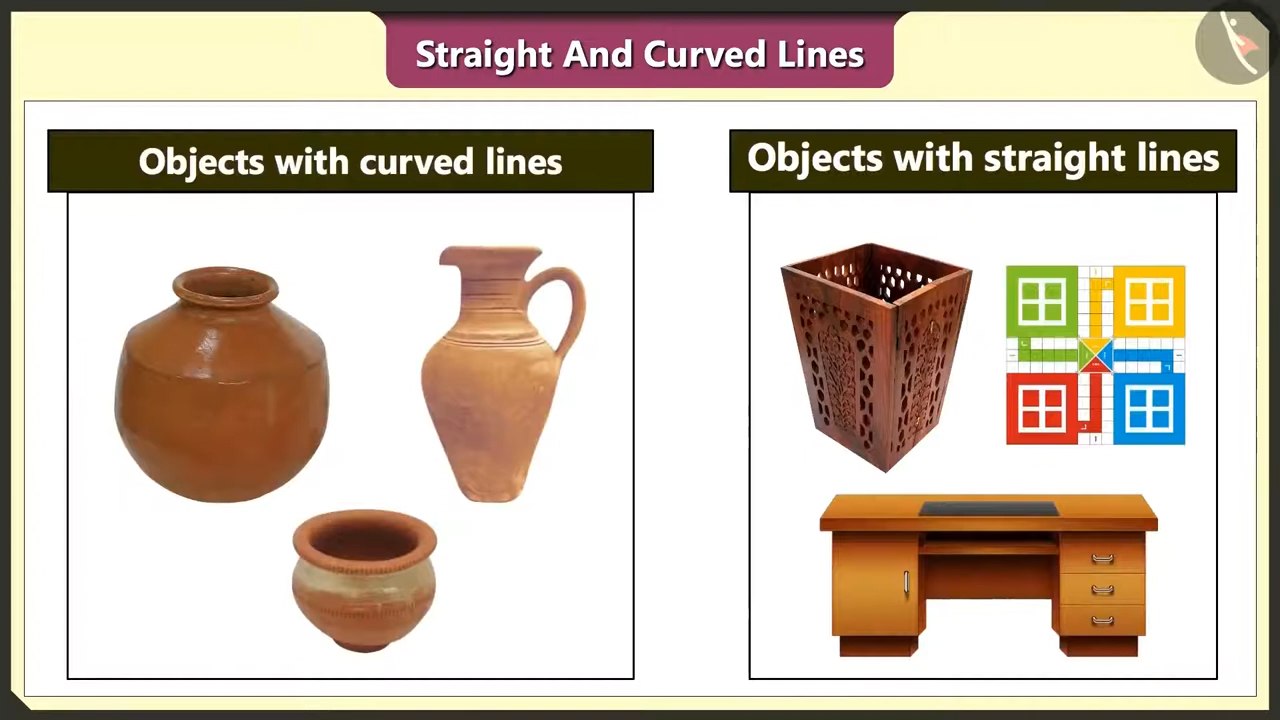 Straight And Curved Lines
Objects with curved lines
Objects with straight lines